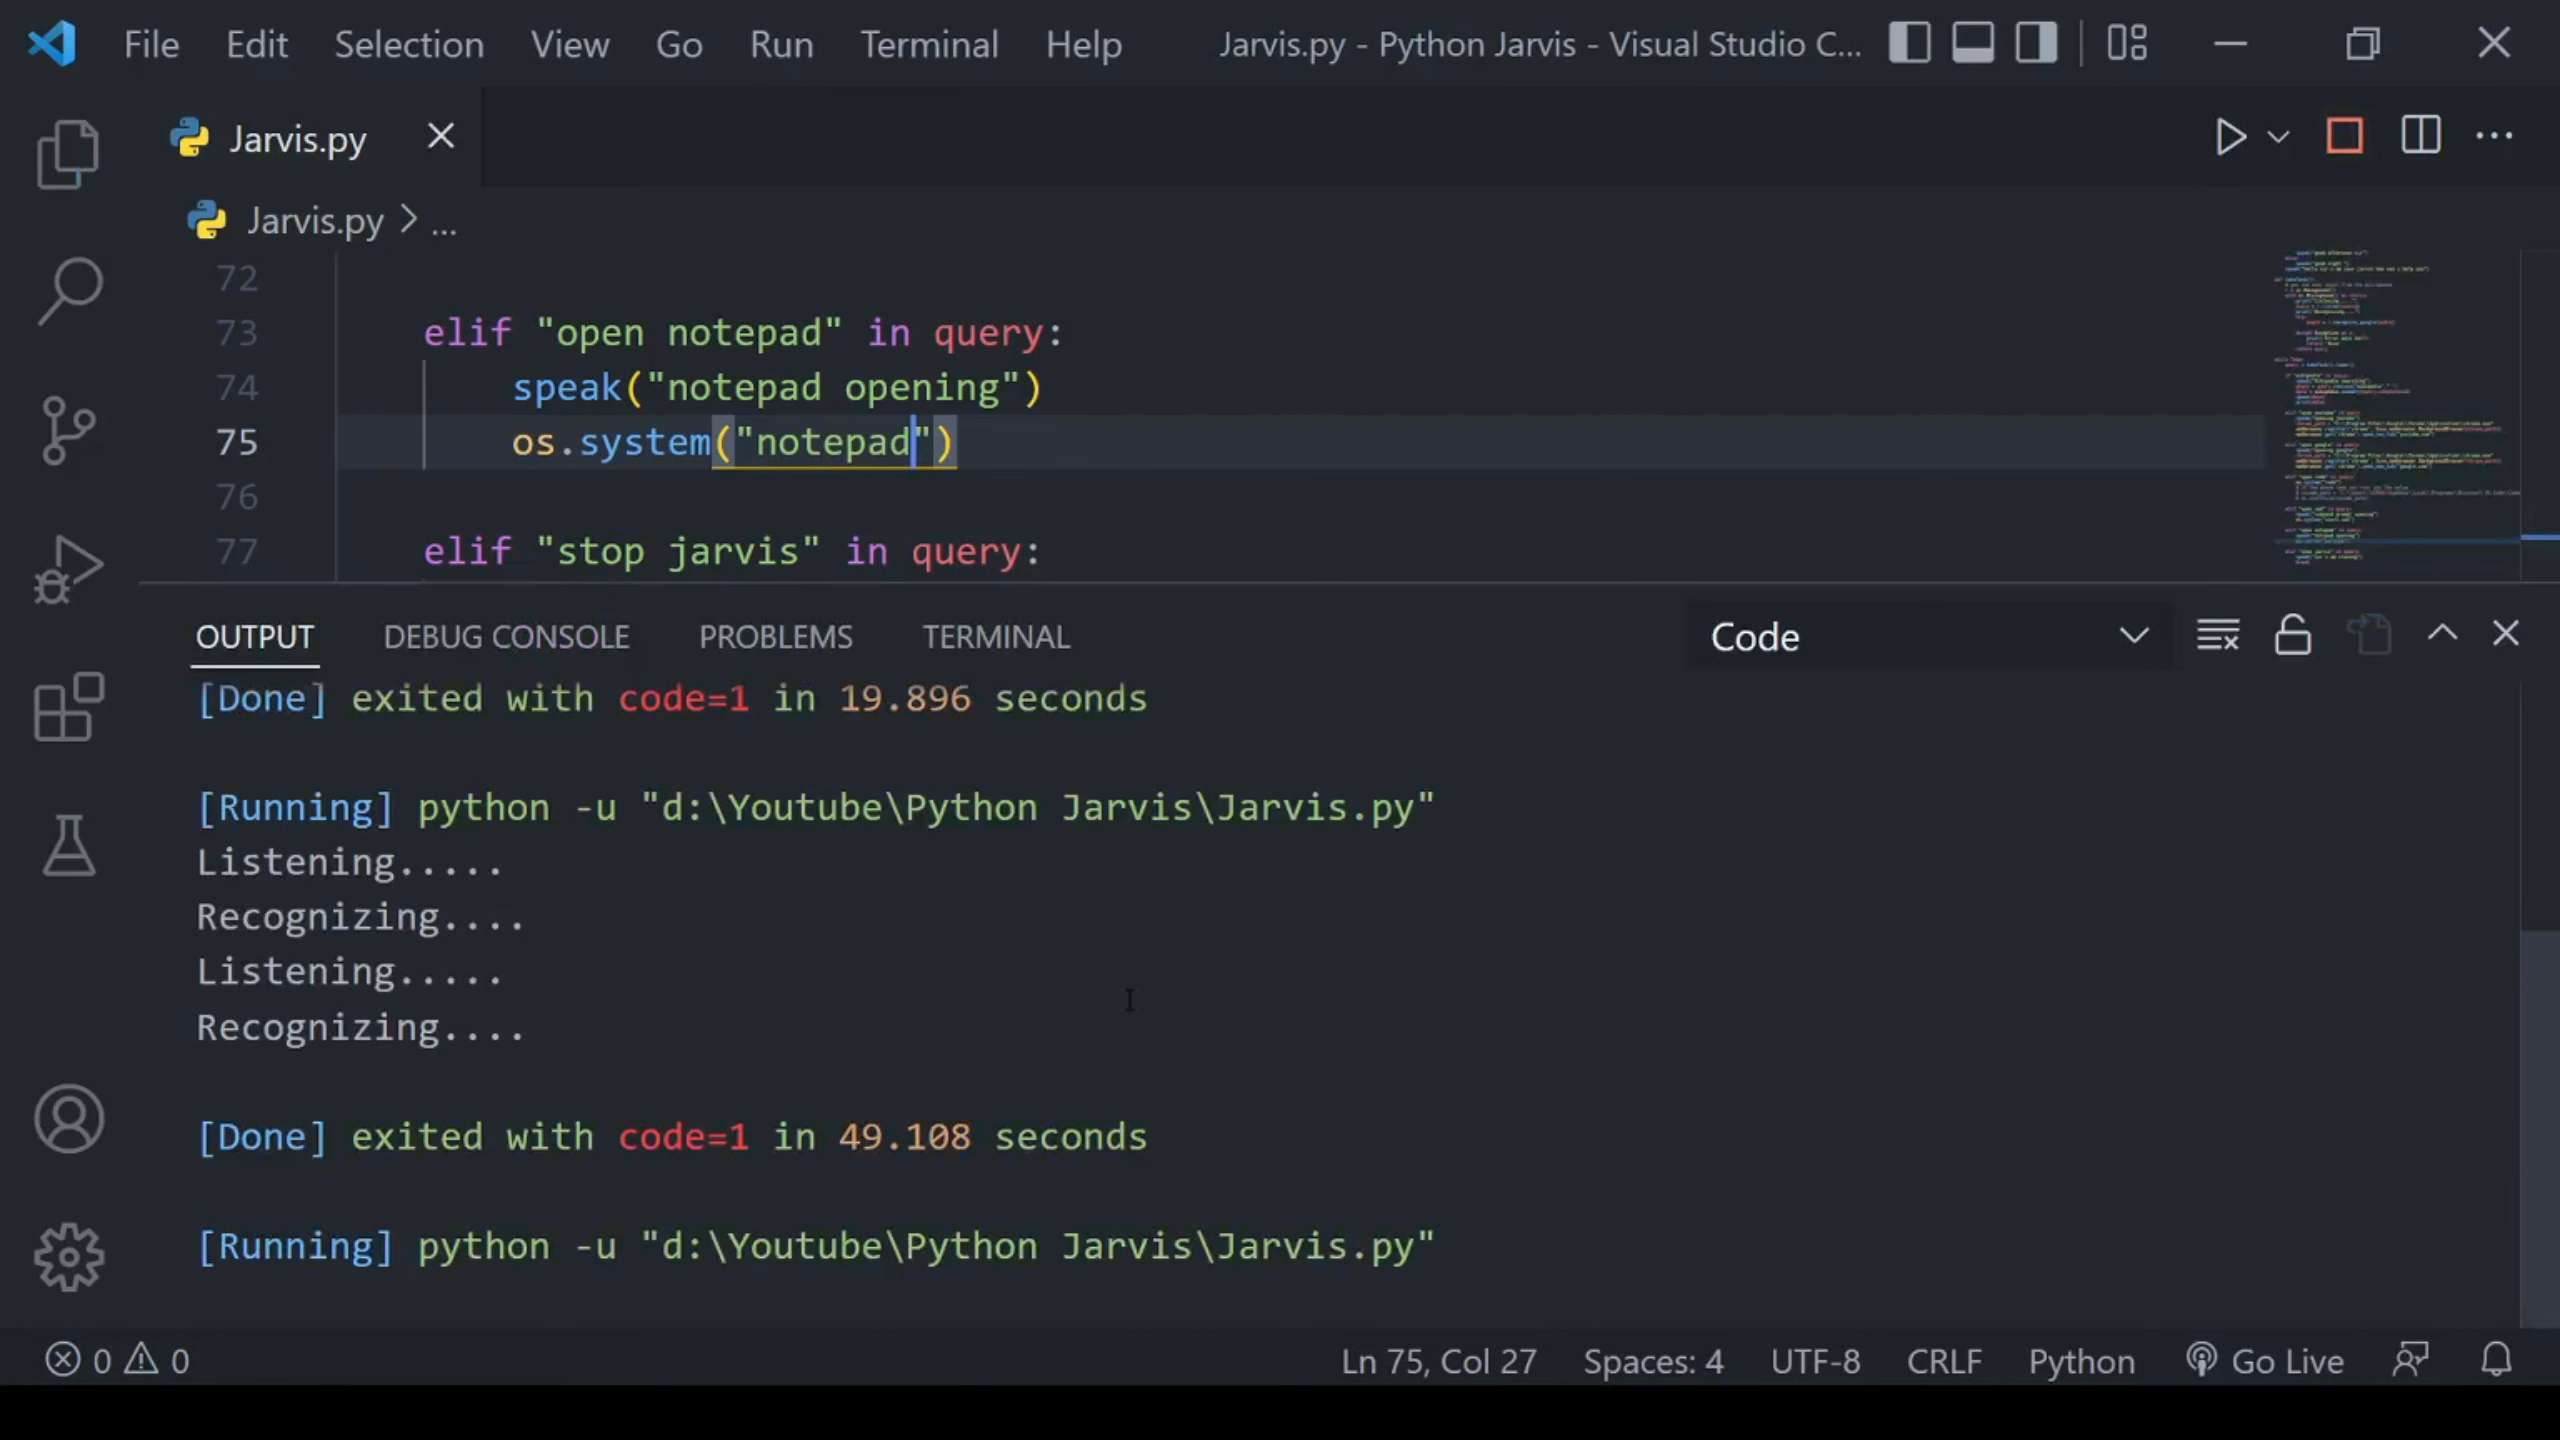 File Edit Selection View Go Run Terminal Help Jarvis.py - Python Jarvis - Visual Studio C...
Jarvis.py
Jarvis.py > ...
72
73 elif "open notepad" in query:
74 speak("notepad opening")
75 os.system("notepad")
76
77 elif "stop jarvis" in query:
OUTPUT DEBUG CONSOLE PROBLEMS TERMINAL Code
[Done] exited with code=1 in 19.896 seconds
[Running] python -u "d:\Youtube\Python Jarvis\Jarvis.py"
Listening.....
Recognizing....
Listening.....
Recognizing....
[Done] exited with code=1 in 49.108 seconds
[Running] python -u "d:\Youtube\Python Jarvis\Jarvis.py"
0 0 Ln 75, Col 27 Spaces: 4 UTF-8 CRLF Python Go Live